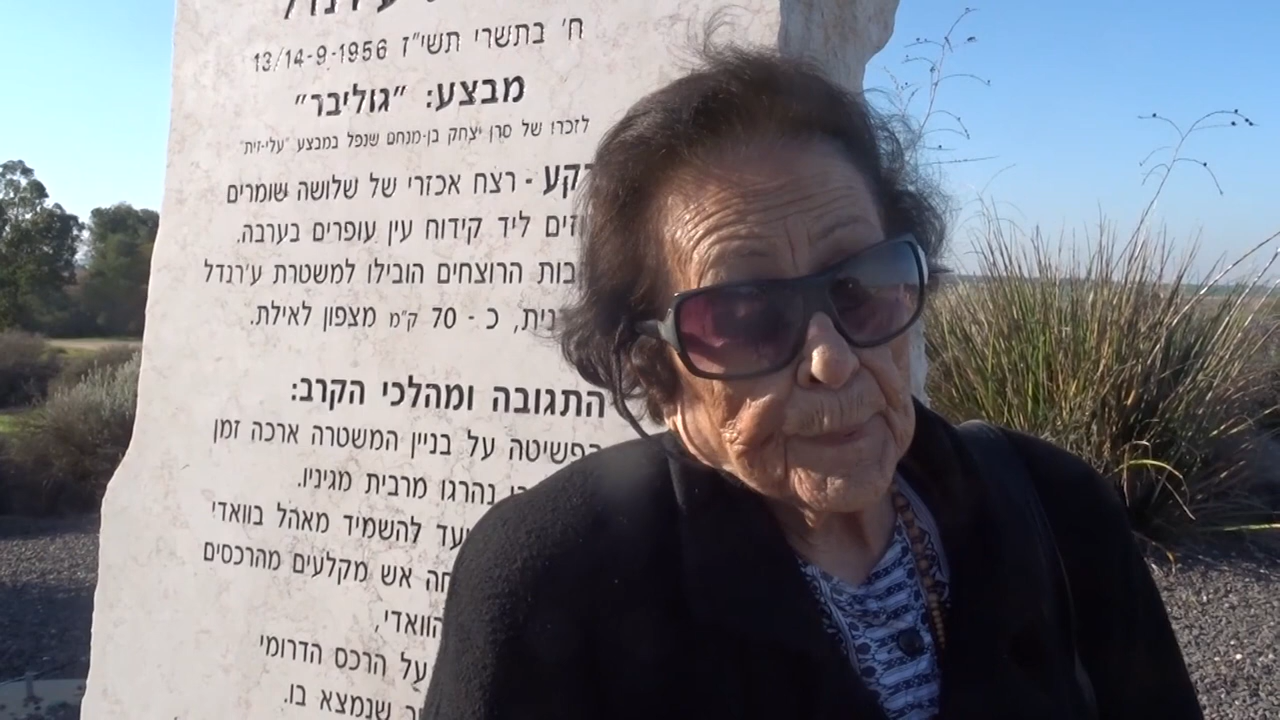 ח' בתשרי תשי"ז 13/14-9-1956
מבצע: "גוליבר"
לזכרו של סרן יצחק בן-מנחם שנפל במבצע "עלי-זית"
- רצח אכזרי של שלושה שומרים
ליד קידוח עין עופרים בערבה.
הרוצחים הובילו למשטרת ע'רנדל
כ - 70 ק"מ מצפון לאילת.
התגובה ומהלכי הקרב:
על בניין המשטרה ארכה זמן
נהרגו מרבית מגיניו.
להשמיד מאהל בוואדי
אש מקלעים מהרכסים
הוואדי,
על הרכס הדרומי
שנמצא בו.